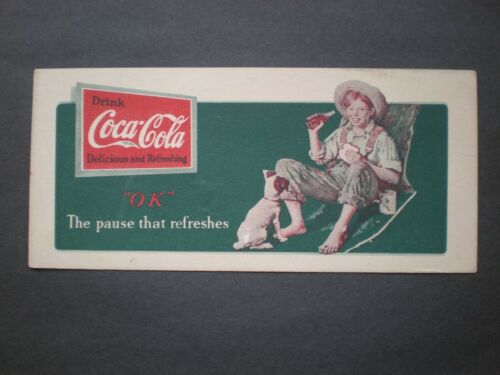 Drink
Coca-Cola
Delicious and Refreshing
"OK"
The pause that refreshes